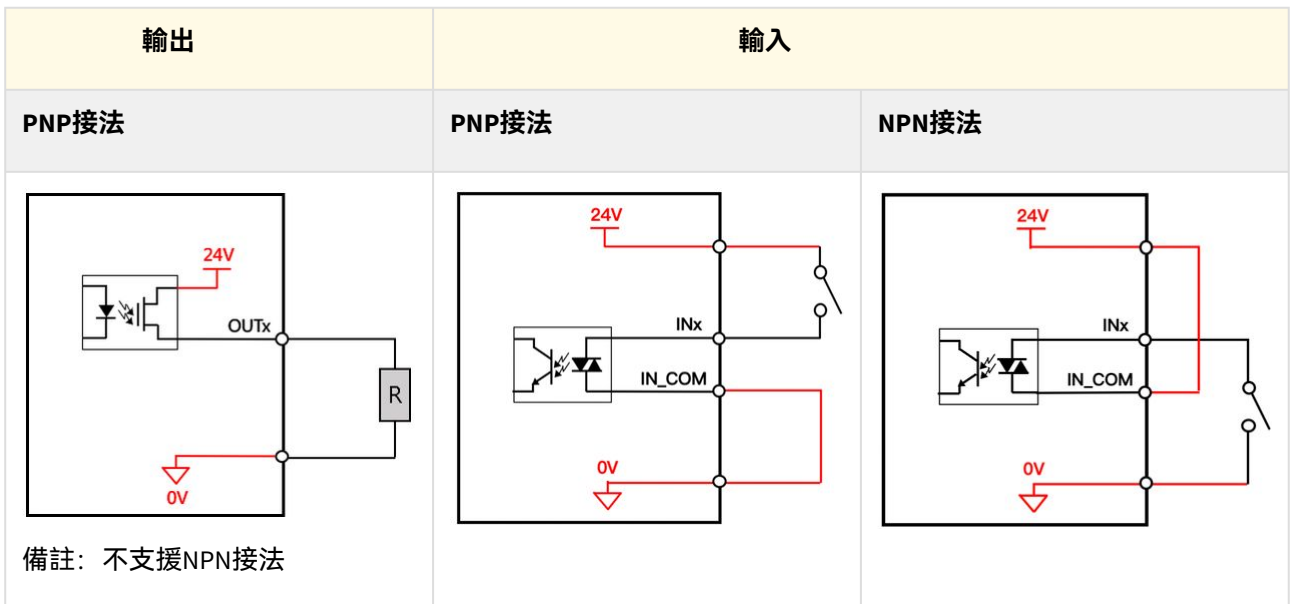 輸出
輸入
PNP接法
PNP接法
NPN接法
24V
OUTx
R
0V
備註：不支援NPN接法
24V
INx
IN_COM
0V
24V
INx
IN_COM
0V